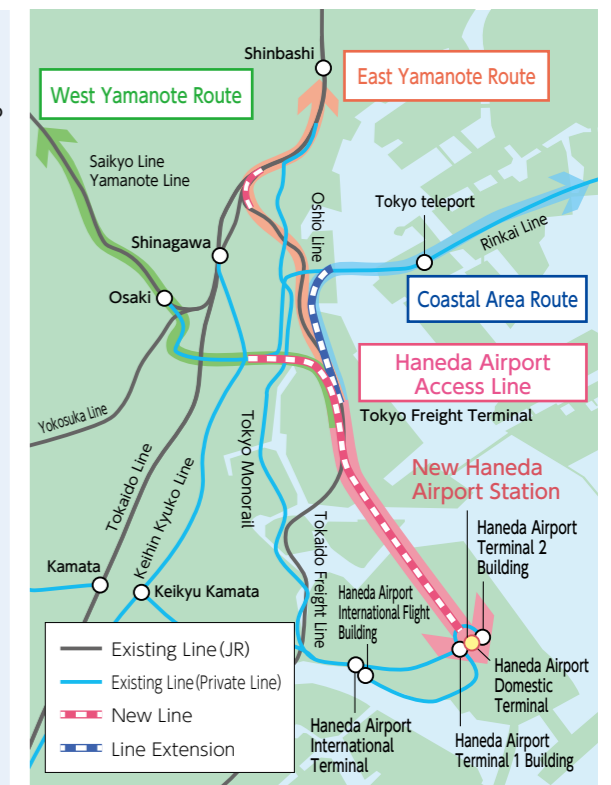 Shinbashi
East Yamanote Route
West Yamanote Route
Saikyo Line
Yamanote Line
Oshio Line
Tokyo teleport
Rinkai Line
Shinagawa
Osaki
Coastal Area Route
Haneda Airport
Access Line
Tokyo Freight Terminal
Yokosuka Line
Tokaido Line
Keihin Kyuko Line
Tokyo Monorail
Tokaido Freight Line
New Haneda
Airport Station
Haneda Airport
Terminal 2
Building
Kamata
Keikyu Kamata
Haneda Airport
International Flight
Building
Haneda Airport
Domestic
Terminal
Haneda Airport
International
Terminal
Haneda Airport
Terminal 1 Building
Existing Line (JR)
Existing Line (Private Line)
New Line
Line Extension